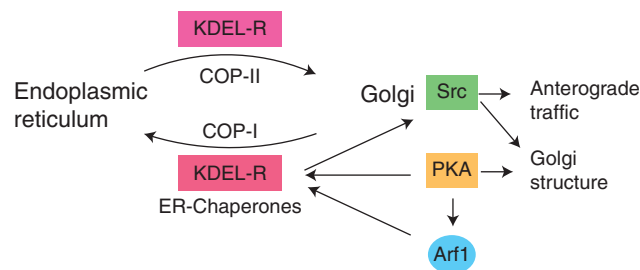 KDEL-R
COP-II
Endoplasmic
reticulum
COP-I
KDEL-R
ER-Chaperones
Golgi
Src
Anterograde
traffic
PKA
Golgi
structure
Arf1